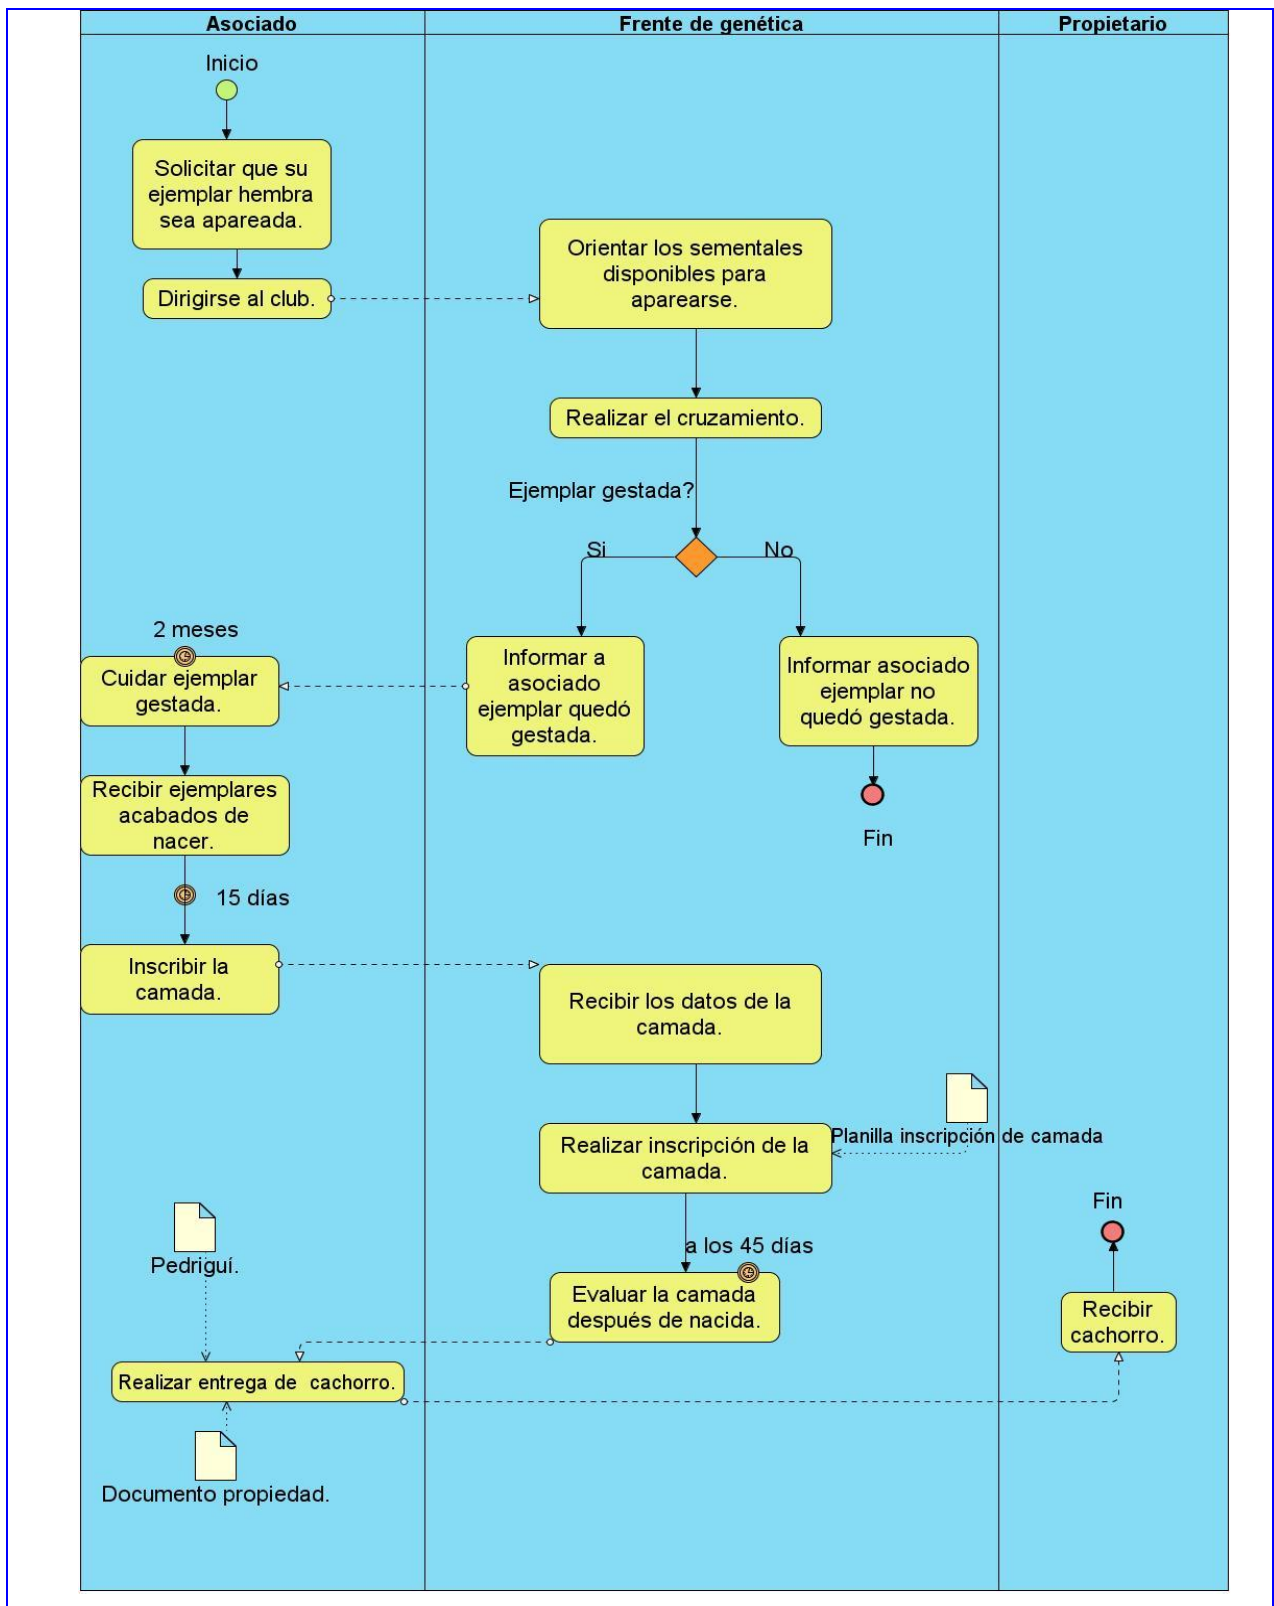 Asociado
Frente de genética
Propietario
Inicio
Solicitar que su
ejemplar hembra
sea apareada.
Dirigirse al club.
Orientar los sementales
disponibles para
aparearse.
Realizar el cruzamiento.
Ejemplar gestada?
Si
No
Informar a
asociado
ejemplar quedó
gestada.
Informar asociado
ejemplar no
quedó gestada.
Fin
2 meses
Cuidar ejemplar
gestada.
Recibir ejemplares
acabados de
nacer.
15 días
Inscribir la
camada.
Recibir los datos de la
camada.
Planilla inscripción de camada
Realizar inscripción de la
camada.
a los 45 días
Evaluar la camada
después de nacida.
Pedriguí.
Realizar entrega de  cachorro.
Documento propiedad.
Fin
Recibir
cachorro.